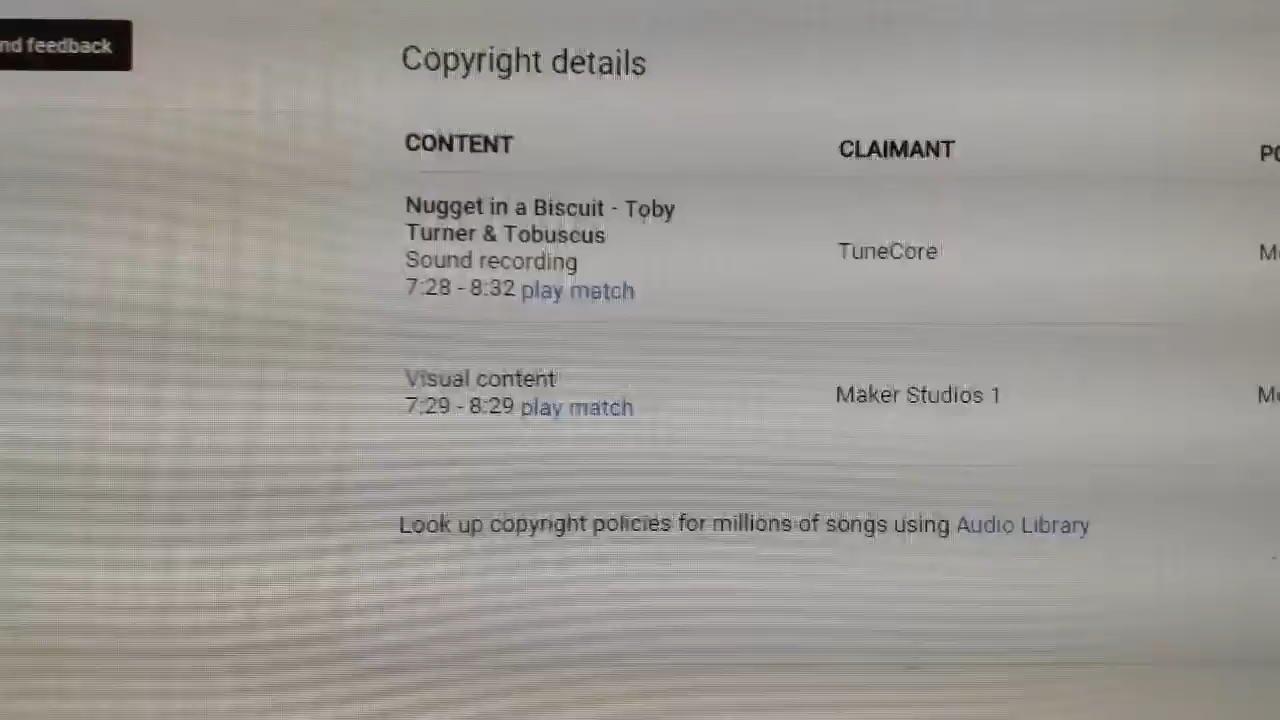 nd feedback
Copyright details
CONTENT
CLAIMANT
Nugget in a Biscuit - Toby
Turner & Tobuscus
Sound recording
7:28 - 8:32 play match
TuneCore
Visual content
7:29 - 8:29 play match
Maker Studios 1
Look up copyright policies for millions of songs using Audio Library